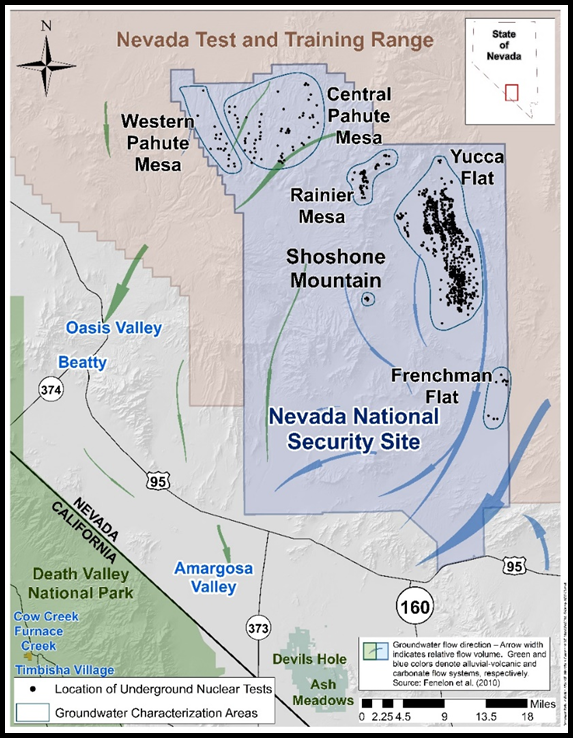 N
Nevada Test and Training Range
State
of
Nevada
Western
Pahute
Mesa
Central
Pahute
Mesa
Yucca
Flat
Rainier
Mesa
Shoshone
Mountain
Oasis Valley
Beatty
374
Frenchman
Flat
Nevada National
Security Site
95
NEVADA
CALIFORNIA
95
Amargosa
Valley
Death Valley
National Park
160
Cow Creek
Furnace
Creek
Timbisha Village
373
Devils Hole
Ash
Meadows
Groundwater flow direction – Arrow width
indicates relative flow volume. Green and
blue colors denote alluvial-volcanic and
carbonate flow systems, respectively.
Source: Fenelon et al. (2010)
Location of Underground Nuclear Tests
Groundwater Characterization Areas
Miles
0 2.25 4.5 9 13.5 18